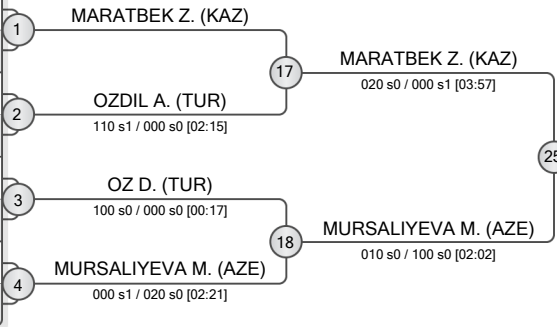 1
MARATBEK Z. (KAZ)
17
MARATBEK Z. (KAZ)
020 s0 / 000 s1 [03:57]
2
OZDIL A. (TUR)
110 s1 / 000 s0 [02:15]
25
3
OZ D. (TUR)
100 s0 / 000 s0 [00:17]
18
MURSALIYEVA M. (AZE)
010 s0 / 100 s0 [02:02]
4
MURSALIYEVA M. (AZE)
000 s1 / 020 s0 [02:21]